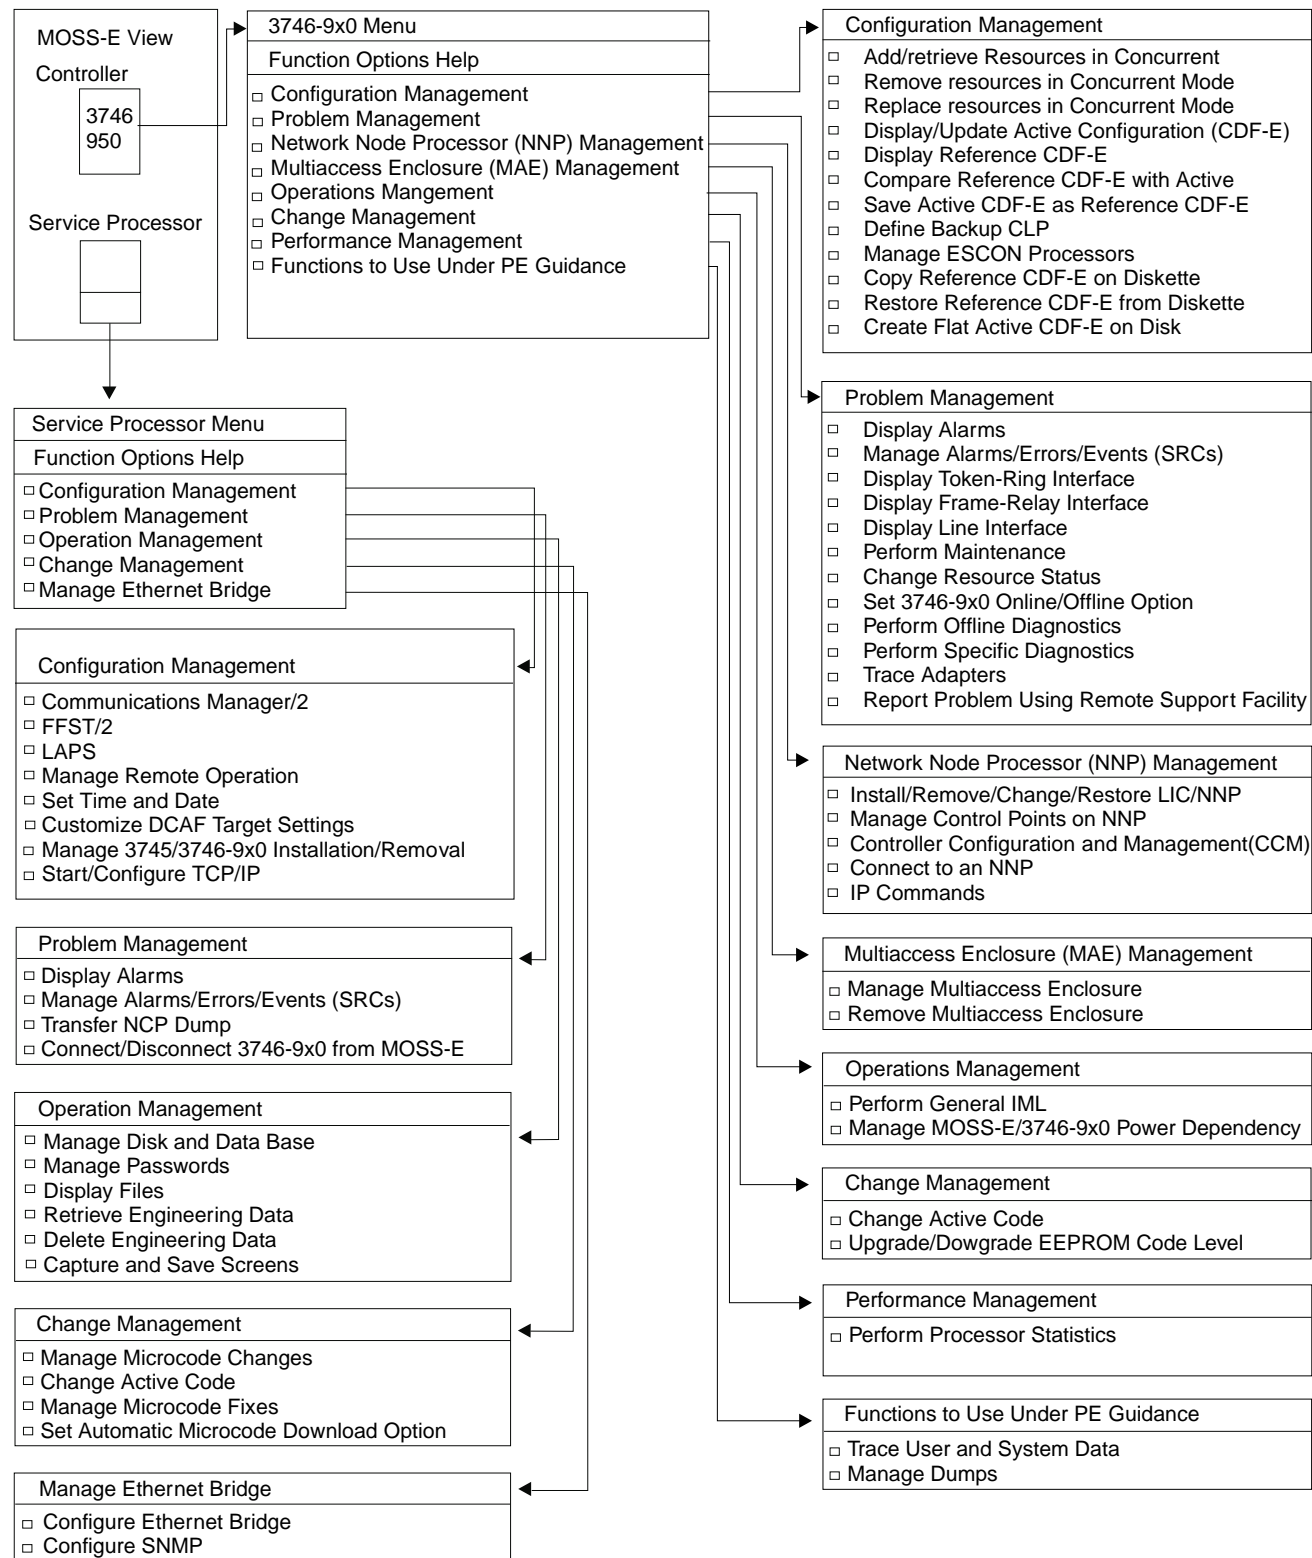 MOSS-E View
Controller
3746
950
Service Processor
3746-9x0 Menu
Function Options Help
Configuration Management
Problem Management
Network Node Processor (NNP) Management
Multiaccess Enclosure (MAE) Management
Operations Mangement
Change Management
Performance Management
Functions to Use Under PE Guidance
Service Processor Menu
Function Options Help
Configuration Management
Problem Management
Operation Management
Change Management
Manage Ethernet Bridge
Configuration Management
Communications Manager/2
FFST/2
LAPS
Manage Remote Operation
Set Time and Date
Customize DCAF Target Settings
Manage 3745/3746-9x0 Installation/Removal
Start/Configure TCP/IP
Problem Management
Display Alarms
Manage Alarms/Errors/Events (SRCs)
Transfer NCP Dump
Connect/Disconnect 3746-9x0 from MOSS-E
Operation Management
Manage Disk and Data Base
Manage Passwords
Display Files
Retrieve Engineering Data
Delete Engineering Data
Capture and Save Screens
Change Management
Manage Microcode Changes
Change Active Code
Manage Microcode Fixes
Set Automatic Microcode Download Option
Manage Ethernet Bridge
Configure Ethernet Bridge
Configure SNMP
Configuration Management
Add/retrieve Resources in Concurrent
Remove resources in Concurrent Mode
Replace resources in Concurrent Mode
Display/Update Active Configuration (CDF-E)
Display Reference CDF-E
Compare Reference CDF-E with Active
Save Active CDF-E as Reference CDF-E
Define Backup CLP
Manage ESCON Processors
Copy Reference CDF-E on Diskette
Restore Reference CDF-E from Diskette
Create Flat Active CDF-E on Disk
Problem Management
Display Alarms
Manage Alarms/Errors/Events (SRCs)
Display Token-Ring Interface
Display Frame-Relay Interface
Display Line Interface
Perform Maintenance
Change Resource Status
Set 3746-9x0 Online/Offline Option
Perform Offline Diagnostics
Perform Specific Diagnostics
Trace Adapters
Report Problem Using Remote Support Facility
Network Node Processor (NNP) Management
Install/Remove/Change/Restore LIC/NNP
Manage Control Points on NNP
Controller Configuration and Management(CCM)
Connect to an NNP
IP Commands
Multiaccess Enclosure (MAE) Management
Manage Multiaccess Enclosure
Remove Multiaccess Enclosure
Operations Management
Perform General IML
Manage MOSS-E/3746-9x0 Power Dependency
Change Management
Change Active Code
Upgrade/Dowgrade EEPROM Code Level
Performance Management
Perform Processor Statistics
Functions to Use Under PE Guidance
Trace User and System Data
Manage Dumps